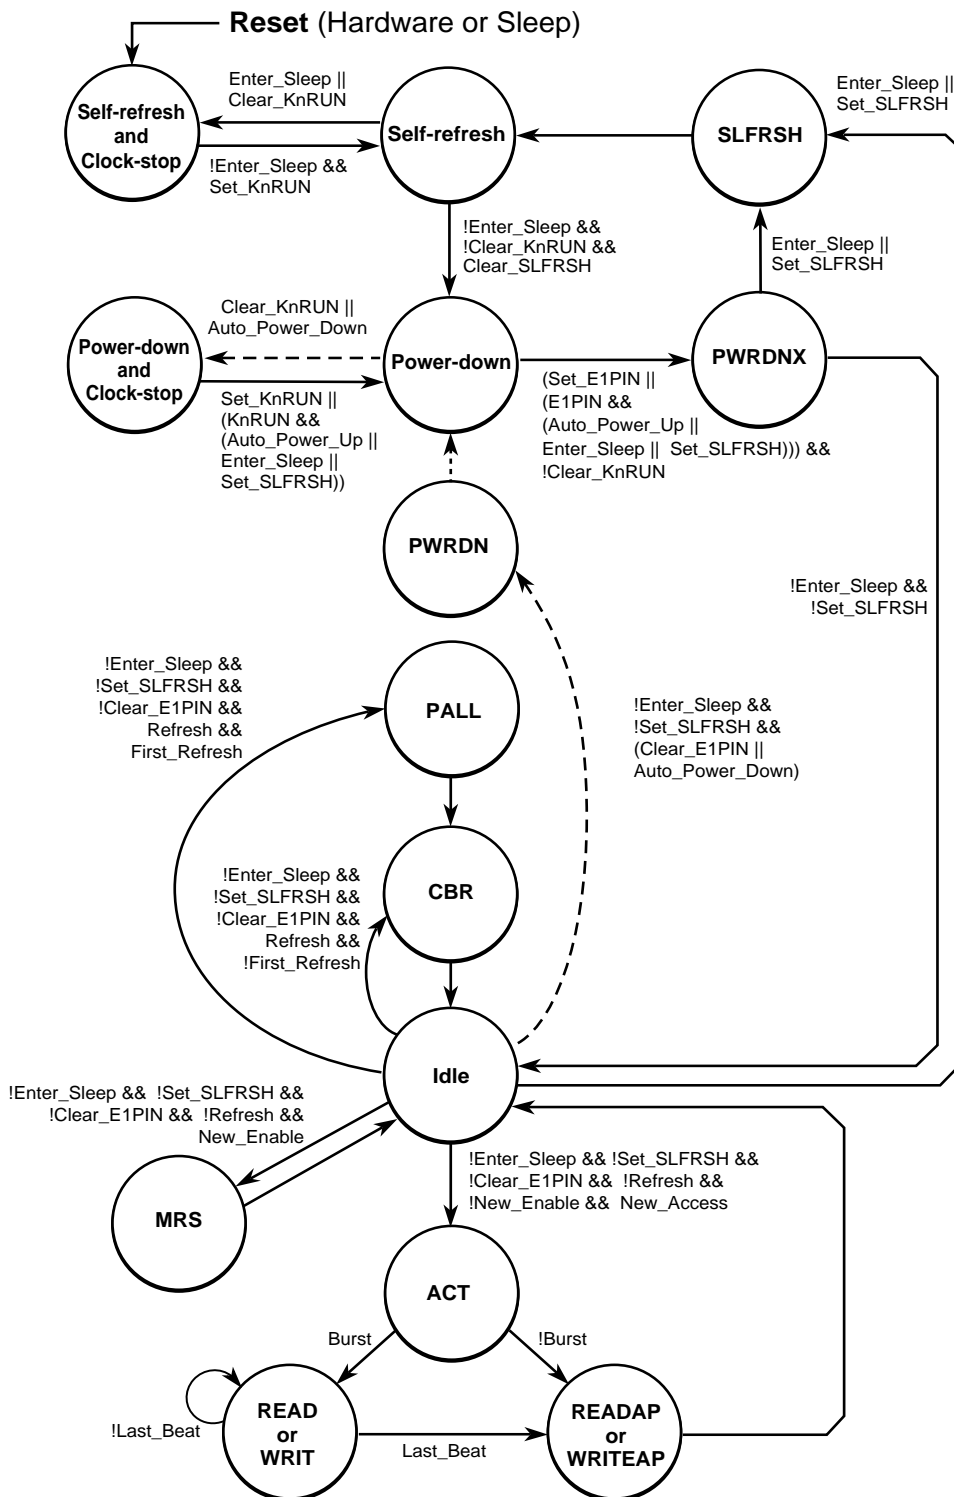 Reset (Hardware or Sleep)
Enter_Sleep ||
Clear_KnRUN
Enter_Sleep ||
Set_SLFRSH
Self-refresh
and
Clock-stop
Self-refresh
SLFRSH
!Enter_Sleep &&
Set_KnRUN
!Enter_Sleep &&
!Clear_KnRUN &&
Clear_SLFRSH
Enter_Sleep ||
Set_SLFRSH
Clear_KnRUN ||
Auto_Power_Down
Power-down
and
Clock-stop
Power-down
PWRDNX
Set_KnRUN ||
(KnRUN &&
(Auto_Power_Up ||
Enter_Sleep ||
Set_SLFRSH))
(Set_E1PIN ||
(E1PIN &&
(Auto_Power_Up ||
Enter_Sleep || Set_SLFRSH))) &&
!Clear_KnRUN
PWRDN
!Enter_Sleep &&
!Set_SLFRSH
!Enter_Sleep &&
!Set_SLFRSH &&
!Clear_E1PIN &&
Refresh &&
First_Refresh
PALL
!Enter_Sleep &&
!Set_SLFRSH &&
(Clear_E1PIN ||
Auto_Power_Down)
!Enter_Sleep &&
!Set_SLFRSH &&
!Clear_E1PIN &&
Refresh &&
!First_Refresh
CBR
Idle
!Enter_Sleep && !Set_SLFRSH &&
!Clear_E1PIN && !Refresh &&
New_Enable
MRS
!Enter_Sleep && !Set_SLFRSH &&
!Clear_E1PIN && !Refresh &&
!New_Enable && New_Access
ACT
Burst
!Burst
!Last_Beat
READ
or
WRIT
Last_Beat
READAP
or
WRITEAP